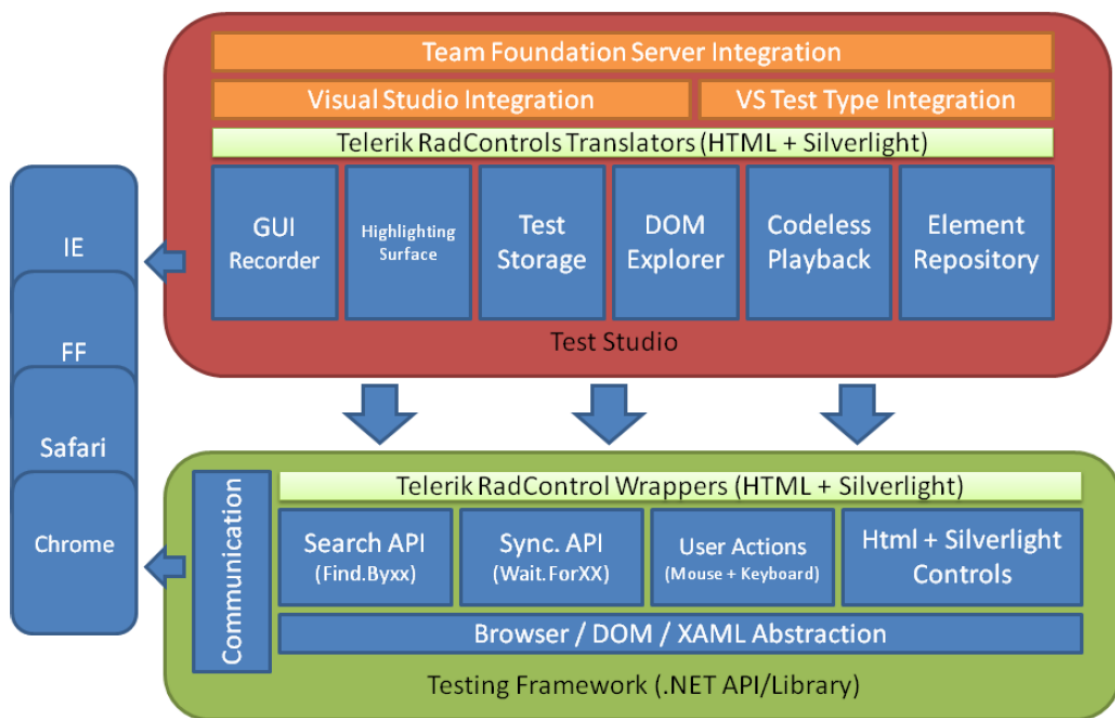 Team Foundation Server Integration
Visual Studio Integration
VS Test Type Integration
Telerik RadControls Translators (HTML + Silverlight)
GUI
Recorder
Highlighting
Surface
Test
Storage
DOM
Explorer
Codeless
Playback
Element
Repository
Test Studio
IE
FF
Safari
Chrome
Communication
Telerik RadControl Wrappers (HTML + Silverlight)
Search API
(Find.Byxx)
Sync. API
(Wait.ForXX)
User Actions
(Mouse + Keyboard)
Html + Silverlight
Controls
Browser / DOM / XAML Abstraction
Testing Framework (.NET API/Library)